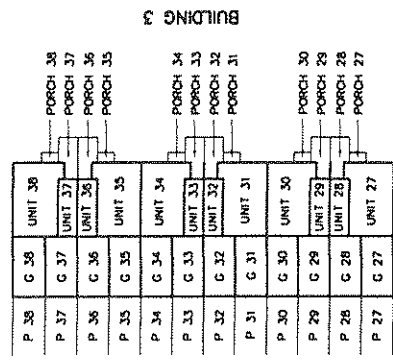 BUILDING 3
PORCH 38
PORCH 37
PORCH 36
PORCH 35
PORCH 34
PORCH 33
PORCH 32
PORCH 31
PORCH 30
PORCH 29
PORCH 28
PORCH 27
UNIT 38
UNIT 37
UNIT 36
UNIT 35
UNIT 34
UNIT 33
UNIT 32
UNIT 31
UNIT 30
UNIT 29
UNIT 28
UNIT 27
G 38
G 37
G 36
G 35
G 34
G 33
G 32
G 31
G 30
G 29
G 28
G 27
P 38
P 37
P 36
P 35
P 34
P 33
P 32
P 31
P 30
P 29
P 28
P 27